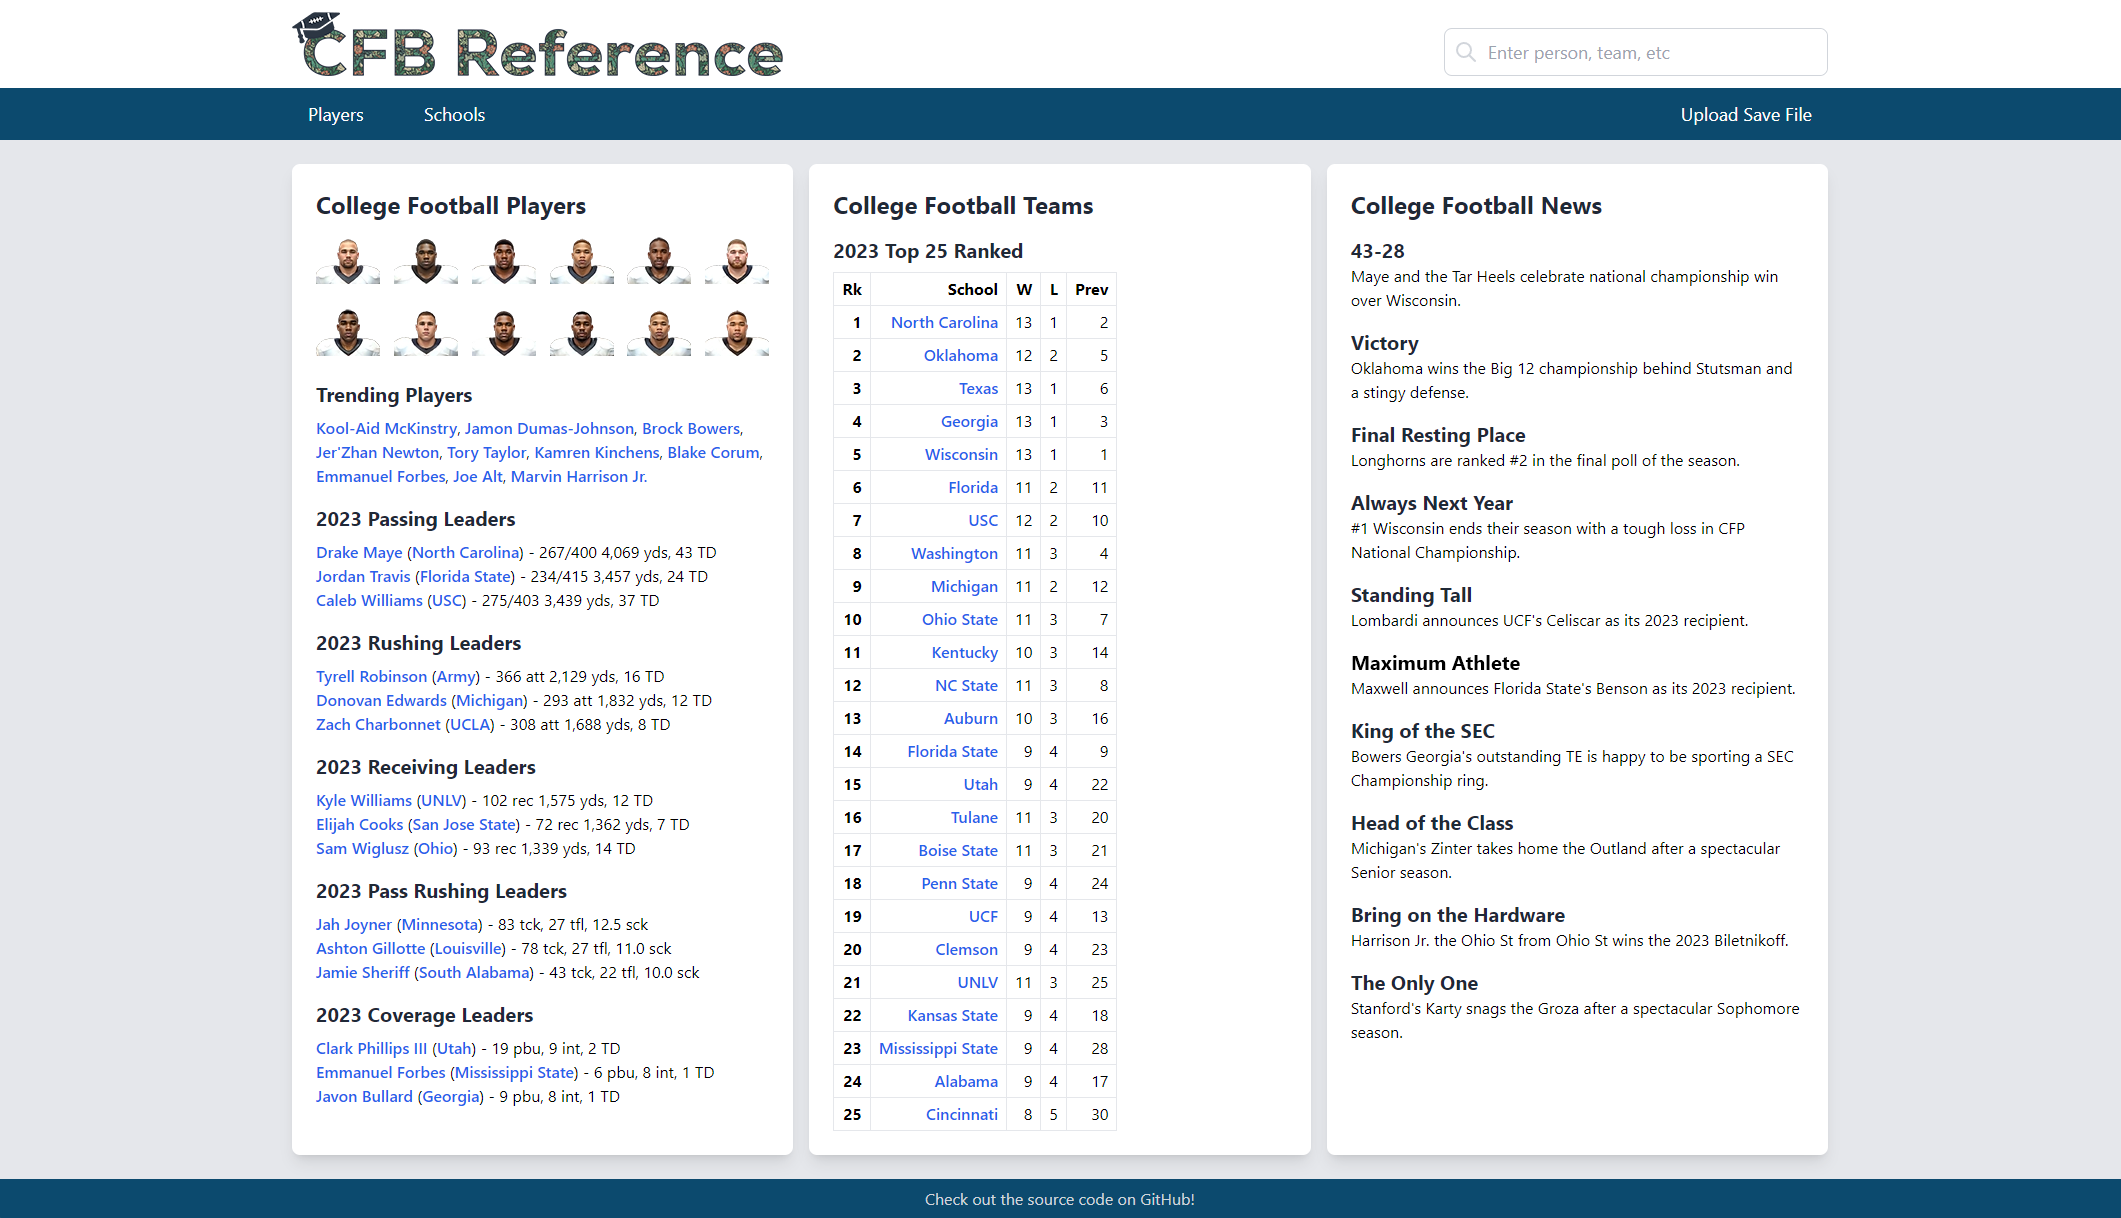 CFB Reference
Enter person, team, etc
Players
Schools
Upload Save File
College Football Players
Trending Players
Kool-Aid McKinstry, Jamon Dumas-Johnson, Brock Bowers,
Jer'Zhan Newton, Tory Taylor, Kamren Kinchens, Blake Corum,
Emmanuel Forbes, Joe Alt, Marvin Harrison Jr.
2023 Passing Leaders
Drake Maye (North Carolina) - 267/400 4,069 yds, 43 TD
Jordan Travis (Florida State) - 234/415 3,457 yds, 24 TD
Caleb Williams (USC) - 275/403 3,439 yds, 37 TD
2023 Rushing Leaders
Tyrell Robinson (Army) - 366 att 2,129 yds, 16 TD
Donovan Edwards (Michigan) - 293 att 1,832 yds, 12 TD
Zach Charbonnet (UCLA) - 308 att 1,688 yds, 8 TD
2023 Receiving Leaders
Kyle Williams (UNLV) - 102 rec 1,575 yds, 12 TD
Elijah Cooks (San Jose State) - 72 rec 1,362 yds, 7 TD
Sam Wiglusz (Ohio) - 93 rec 1,339 yds, 14 TD
2023 Pass Rushing Leaders
Jah Joyner (Minnesota) - 83 tck, 27 tfl, 12.5 sck
Ashton Gillotte (Louisville) - 78 tck, 27 tfl, 11.0 sck
Jamie Sheriff (South Alabama) - 43 tck, 22 tfl, 10.0 sck
2023 Coverage Leaders
Clark Phillips III (Utah) - 19 pbu, 9 int, 2 TD
Emmanuel Forbes (Mississippi State) - 6 pbu, 8 int, 1 TD
Javon Bullard (Georgia) - 9 pbu, 8 int, 1 TD
College Football Teams
2023 Top 25 Ranked
Rk School W L Prev
1 North Carolina 13 1 2
2 Oklahoma 12 2 5
3 Texas 13 1 6
4 Georgia 13 1 3
5 Wisconsin 13 1 1
6 Florida 11 2 11
7 USC 12 2 10
8 Washington 11 3 4
9 Michigan 11 2 12
10 Ohio State 11 3 7
11 Kentucky 10 3 14
12 NC State 11 3 8
13 Auburn 10 3 16
14 Florida State 9 4 9
15 Utah 9 4 22
16 Tulane 11 3 20
17 Boise State 11 3 21
18 Penn State 9 4 24
19 UCF 9 4 13
20 Clemson 9 4 23
21 UNLV 11 3 25
22 Kansas State 9 4 18
23 Mississippi State 9 4 28
24 Alabama 9 4 17
25 Cincinnati 8 5 30
College Football News
43-28
Maye and the Tar Heels celebrate national championship win
over Wisconsin.
Victory
Oklahoma wins the Big 12 championship behind Stutsman and
a stingy defense.
Final Resting Place
Longhorns are ranked #2 in the final poll of the season.
Always Next Year
#1 Wisconsin ends their season with a tough loss in CFP
National Championship.
Standing Tall
Lombardi announces UCF's Celiscar as its 2023 recipient.
Maximum Athlete
Maxwell announces Florida State's Benson as its 2023 recipient.
King of the SEC
Bowers Georgia's outstanding TE is happy to be sporting a SEC
Championship ring.
Head of the Class
Michigan's Zinter takes home the Outland after a spectacular
Senior season.
Bring on the Hardware
Harrison Jr. the Ohio St from Ohio St wins the 2023 Biletnikoff.
The Only One
Stanford's Karty snags the Groza after a spectacular Sophomore
season.
Check out the source code on GitHub!